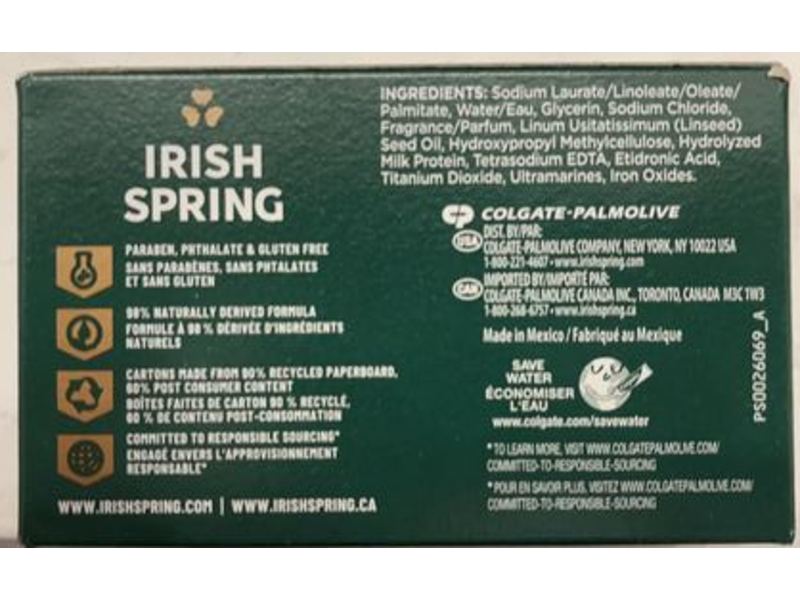 IRISH
SPRING
PARABEN, PHTHALATE & GLUTEN FREE
SANS PARABÈNES, SANS PHTALATES
ET SANS GLUTEN
98% NATURALLY DERIVED FORMULA
FORMULE À 98 % DÉRIVÉE D'INGRÉDIENTS
NATURELS
CARTONS MADE FROM 90% RECYCLED PAPERBOARD,
60% POST CONSUMER CONTENT
BOÎTES FAITES DE CARTON 90 % RECYCLÉ,
60 % DE CONTENU POST-CONSOMMATION
COMMITTED TO RESPONSIBLE SOURCING*
ENGAGÉ ENVERS L'APPROVISIONNEMENT
RESPONSABLE*
WWW.IRISHSPRING.COM | WWW.IRISHSPRING.CA
INGREDIENTS: Sodium Laurate/Linoleate/Oleate/
Palmitate, Water/Eau, Glycerin, Sodium Chloride,
Fragrance/Parfum, Linum Usitatissimum (Linseed)
Seed Oil, Hydroxypropyl Methylcellulose, Hydrolyzed
Milk Protein, Tetrasodium EDTA, Etidronic Acid,
Titanium Dioxide, Ultramarines, Iron Oxides.
CP COLGATE-PALMOLIVE
USA DIST. BY/PAR:
COLGATE-PALMOLIVE COMPANY, NEW YORK, NY 10022 USA
1-800-221-4607 • www.irishspring.com
CAN IMPORTED BY/IMPORTÉ PAR:
COLGATE-PALMOLIVE CANADA INC., TORONTO, CANADA M3C 1W3
1-800-268-6757 • www.irishspring.ca
Made in Mexico / Fabriqué au Mexique
SAVE
WATER
ÉCONOMISER
L'EAU
www.colgate.com/savewater
*TO LEARN MORE, VISIT WWW.COLGATEPALMOLIVE.COM/
COMMITTED-TO-RESPONSIBLE-SOURCING
*POUR EN SAVOIR PLUS, VISITEZ WWW.COLGATEPALMOLIVE.COM/
COMMITTED-TO-RESPONSIBLE-SOURCING
PS0026069_A